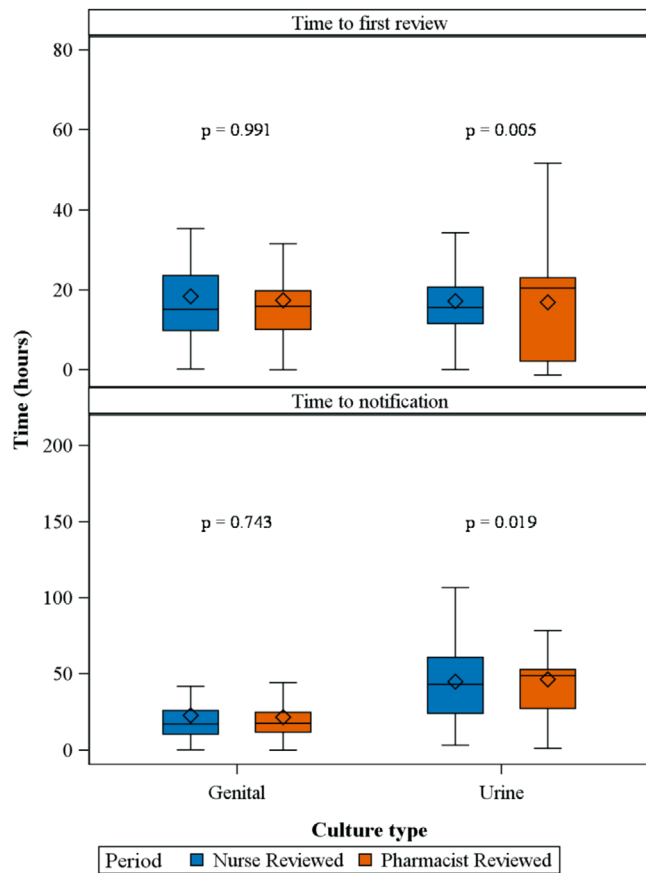 Time to first review
80
60
40
20
0
p = 0.991
p = 0.005
Time (hours)
Time to notification
200
150
100
50
0
p = 0.743
p = 0.019
Genital
Urine
Culture type
Period
Nurse Reviewed
Pharmacist Reviewed